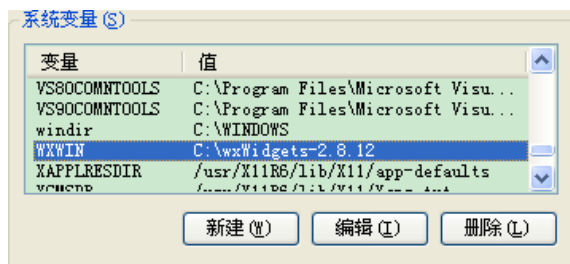 系统变量(S)
变量 值
VS80COMNTOOLS C:\Program Files\Microsoft Visu...
VS90COMNTOOLS C:\Program Files\Microsoft Visu...
windir C:\WINDOWS
WXWIN C:\wxWidgets-2.8.12
XAPPLRESDIR /usr/X11R6/lib/X11/app-defaults
新建(W) 编辑(I) 删除(L)